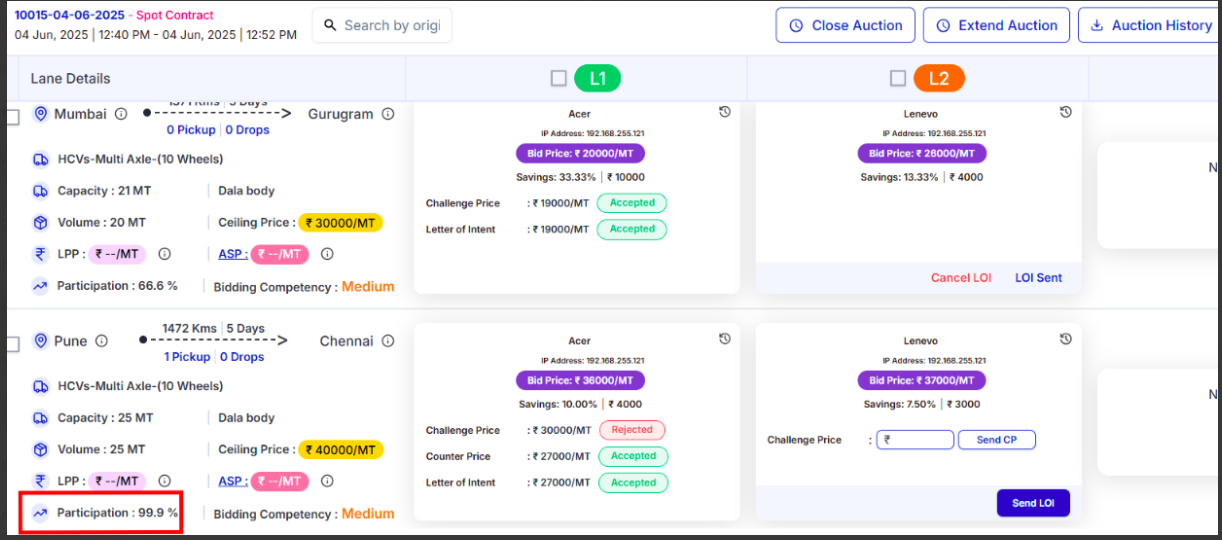 10015-04-06-2025 - Spot Contract
04 Jun, 2025 | 12:40 PM - 04 Jun, 2025 | 12:52 PM
Search by origi
Close Auction
Extend Auction
Auction History
Lane Details
L1
L2
Mumbai
1371 Kms | 5 Days
Gurugram
0 Pickup | 0 Drops
HCVs-Multi Axle-(10 Wheels)
Capacity : 21 MT | Dala body
Volume : 20 MT | Ceiling Price : ₹ 30000/MT
LPP : ₹ --/MT | ASP : ₹ --/MT
Participation : 66.6 % | Bidding Competency : Medium
Acer
IP Address: 192.168.255.121
Bid Price: ₹ 20000/MT
Savings: 33.33% | ₹ 10000
Challenge Price : ₹ 19000/MT Accepted
Letter of Intent : ₹ 19000/MT Accepted
Lenevo
IP Address: 192.168.255.121
Bid Price: ₹ 26000/MT
Savings: 13.33% | ₹ 4000
Cancel LOI LOI Sent
N
Pune
1472 Kms | 5 Days
Chennai
1 Pickup | 0 Drops
HCVs-Multi Axle-(10 Wheels)
Capacity : 25 MT | Dala body
Volume : 25 MT | Ceiling Price : ₹ 40000/MT
LPP : ₹ --/MT | ASP : ₹ --/MT
Participation : 99.9 % | Bidding Competency : Medium
Acer
IP Address: 192.168.255.121
Bid Price: ₹ 36000/MT
Savings: 10.00% | ₹ 4000
Challenge Price : ₹ 30000/MT Rejected
Counter Price : ₹ 27000/MT Accepted
Letter of Intent : ₹ 27000/MT Accepted
Lenevo
IP Address: 192.168.255.121
Bid Price: ₹ 37000/MT
Savings: 7.50% | ₹ 3000
Challenge Price : ₹ Send CP
Send LOI
N